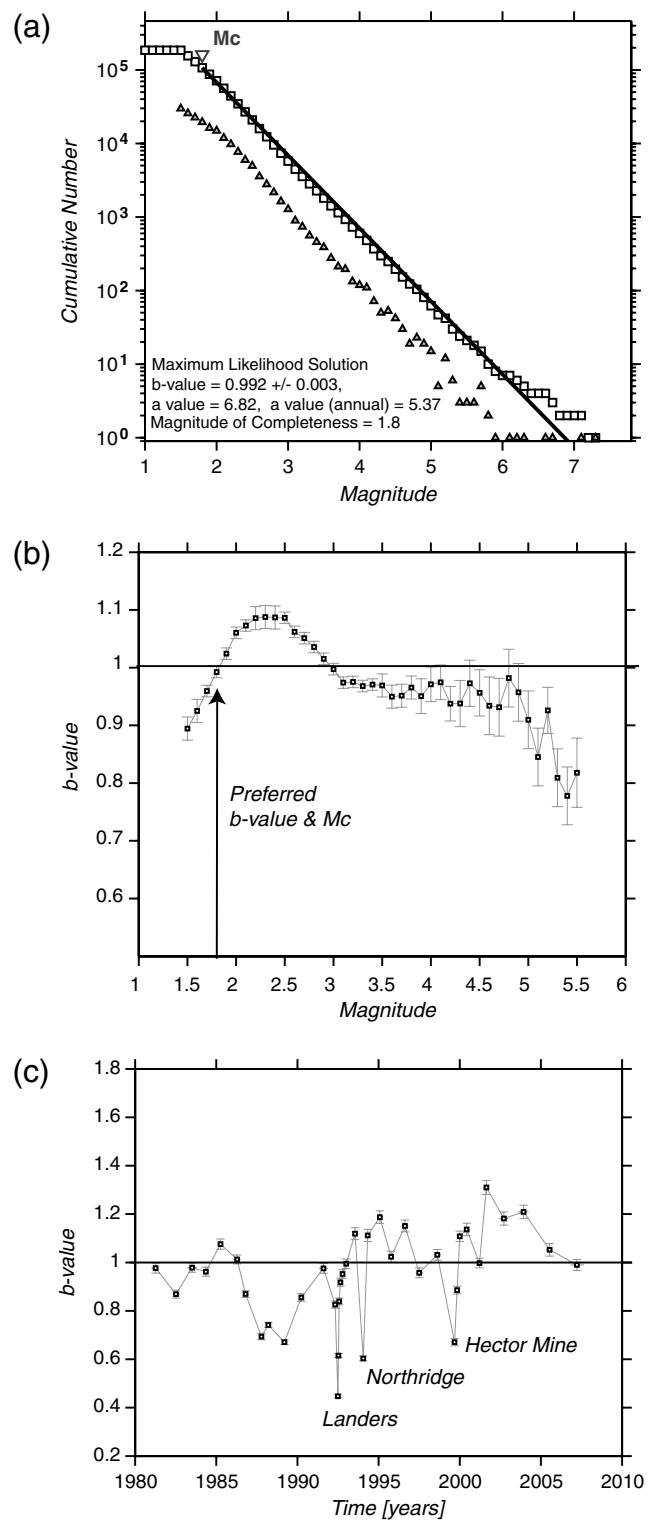 (a)
Mc
10^5
10^4
10^3
10^2
10^1
10^0
Cumulative Number
Maximum Likelihood Solution
b-value = 0.992 +/- 0.003,
a value = 6.82, a value (annual) = 5.37
Magnitude of Completeness = 1.8
1 2 3 4 5 6 7
Magnitude
(b)
1.2
1.1
1
0.9
0.8
0.7
0.6
b-value
Preferred
b-value & Mc
1 1.5 2 2.5 3 3.5 4 4.5 5 5.5 6
Magnitude
(c)
1.8
1.6
1.4
1.2
1
0.8
0.6
0.4
0.2
b-value
Hector Mine
Northridge
Landers
1980 1985 1990 1995 2000 2005 2010
Time [years]